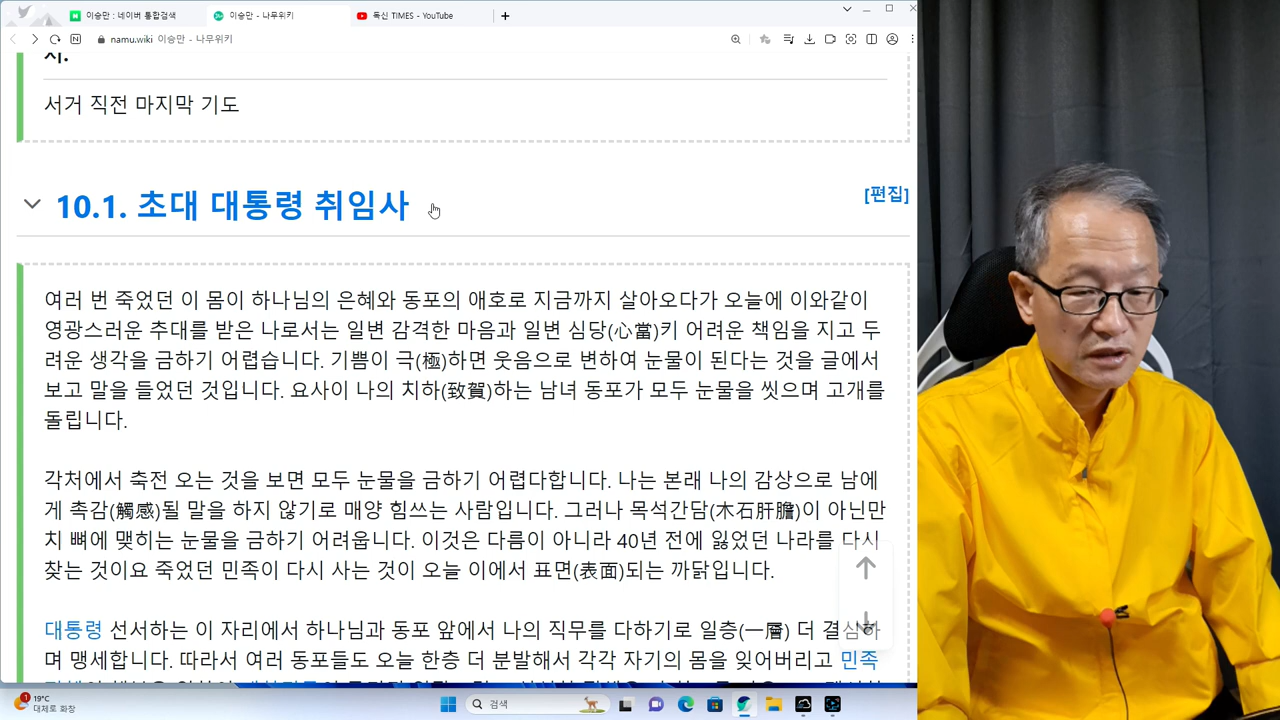 이승만 : 네이버 통합검색
이승만 - 나무위키
독신 TIMES - YouTube
namu.wiki 이승만 - 나무위키
서거 직전 마지막 기도
10.1. 초대 대통령 취임사
[편집]
여러 번 죽었던 이 몸이 하나님의 은혜와 동포의 애호로 지금까지 살아오다가 오늘에 이와같이
영광스러운 추대를 받은 나로서는 일변 감격한 마음과 일변 심당(心當)키 어려운 책임을 지고 두
려운 생각을 금하기 어렵습니다. 기쁨이 극(極)하면 웃음으로 변하여 눈물이 된다는 것을 글에서
보고 말을 들었던 것입니다. 요사이 나의 치하(致賀)하는 남녀 동포가 모두 눈물을 씻으며 고개를
돌립니다.
각처에서 축전 오는 것을 보면 모두 눈물을 금하기 어렵다합니다. 나는 본래 나의 감상으로 남에
게 촉감(觸感)될 말을 하지 않기로 매양 힘쓰는 사람입니다. 그러나 목석간담(木石肝膽)이 아닌만
치 뼈에 맺히는 눈물을 금하기 어려웁니다. 이것은 다름이 아니라 40년 전에 잃었던 나라를 다시
찾는 것이요 죽었던 민족이 다시 사는 것이 오늘 이에서 표면(表面)되는 까닭입니다.
대통령 선서하는 이 자리에서 하나님과 동포 앞에서 나의 직무를 다하기로 일층(一層) 더 결심하
며 맹세합니다. 따라서 여러 동포들도 오늘 한층 더 분발해서 각각 자기의 몸을 잊어버리고 민족
19°C
대체로 화창
검색